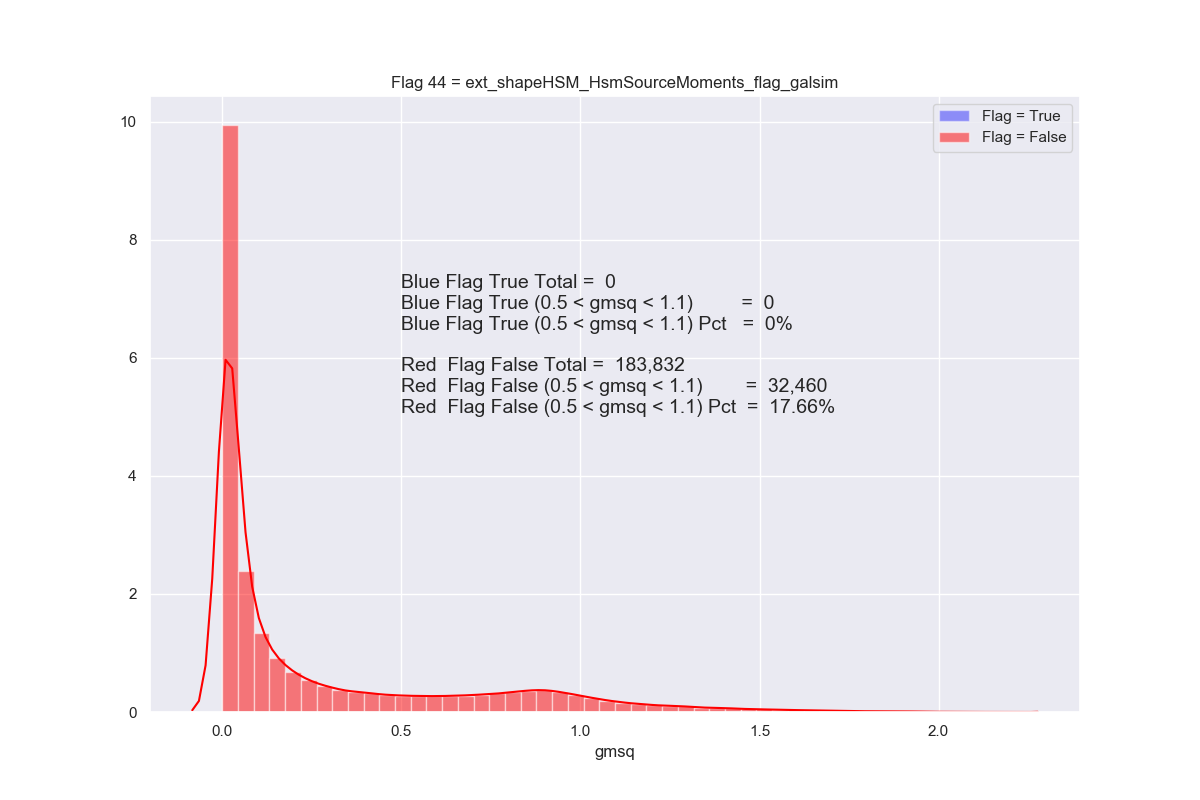 Flag 44 = ext_shapeHSM_HsmSourceMoments_flag_galsim
Flag = True
Flag = False
10
8
6
4
2
0
Blue Flag True Total =  0
Blue Flag True (0.5 < gmsq < 1.1)         =  0
Blue Flag True (0.5 < gmsq < 1.1) Pct   =  0%
Red  Flag False Total =  183,832
Red  Flag False (0.5 < gmsq < 1.1)        =  32,460
Red  Flag False (0.5 < gmsq < 1.1) Pct  =  17.66%
0.0 0.5 1.0 1.5 2.0
gmsq